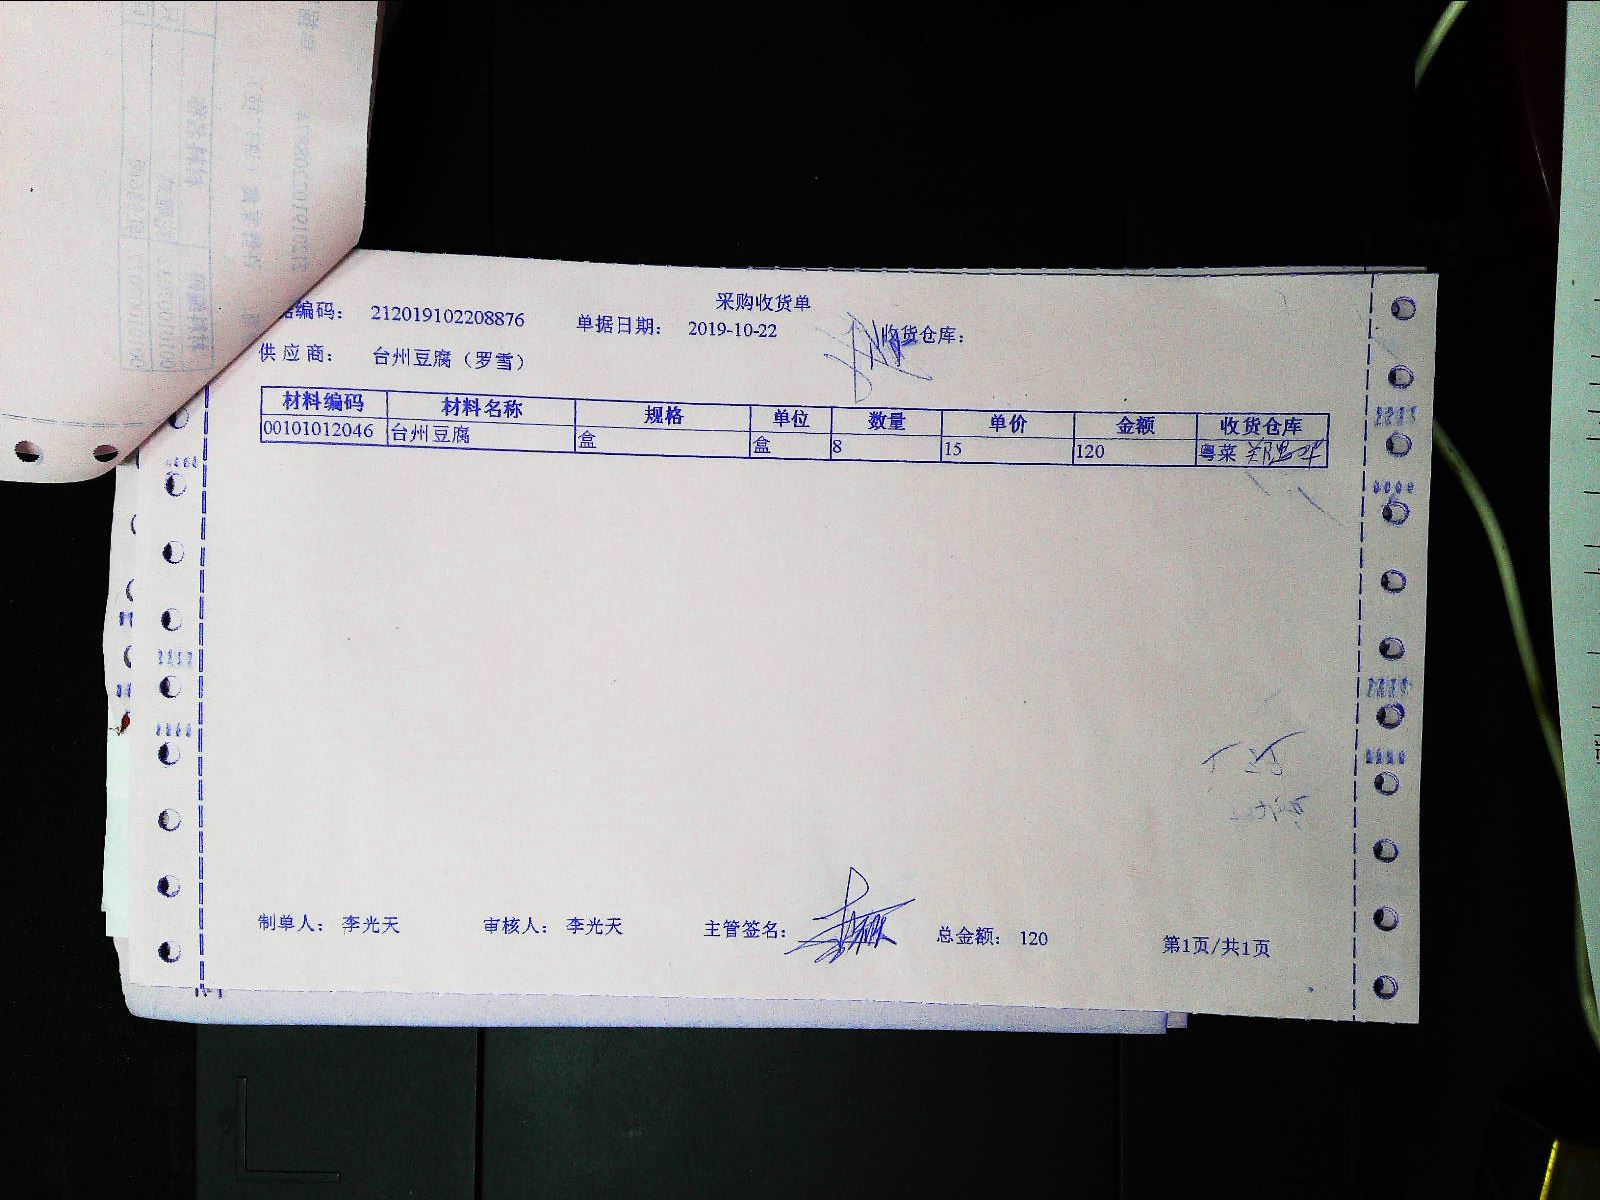 采购收货单
据编码: 212019102208876 单据日期: 2019-10-22 收货仓库:
供应商: 台州豆腐（罗雪）
材料编码 材料名称 规格 单位 数量 单价 金额 收货仓库
00101012046 台州豆腐 盒 盒 8 15 120 粤菜
制单人: 李光天 审核人: 李光天 主管签名: 总金额: 120 第1页/共1页